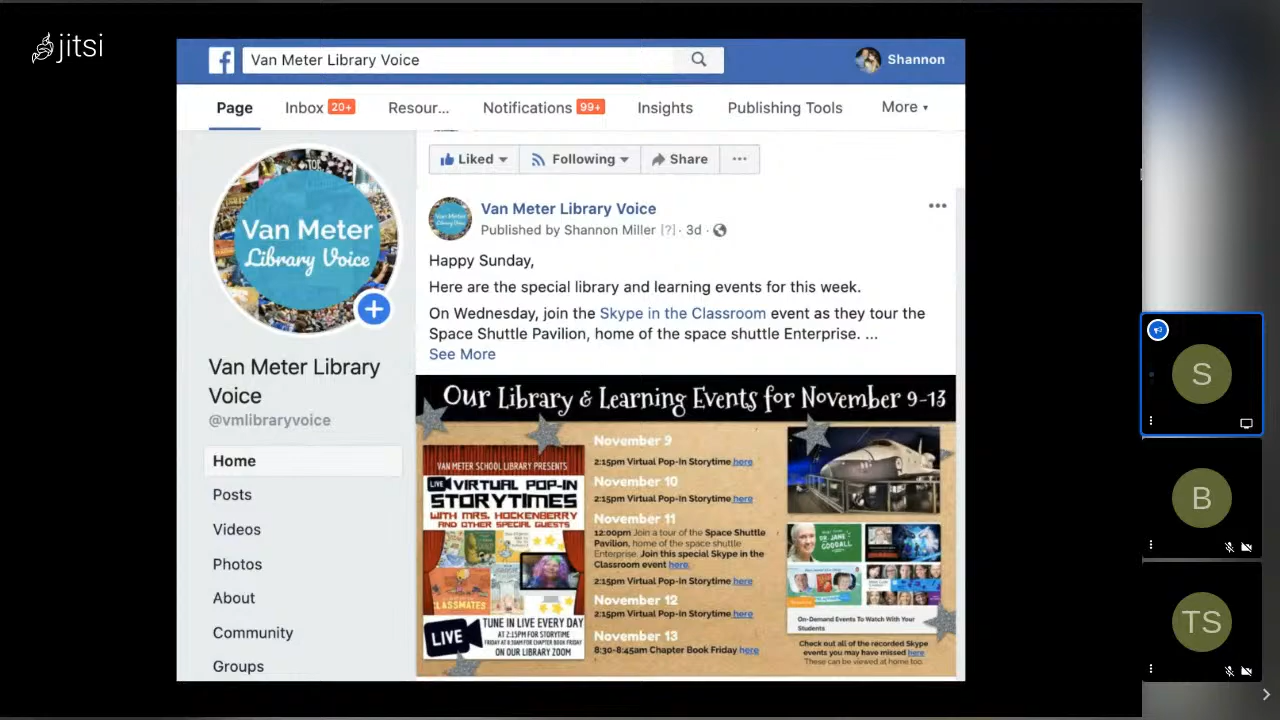 jitsi
Van Meter Library Voice
Shannon
Page
Inbox 20+
Resour...
Notifications 99+
Insights
Publishing Tools
More
Liked
Following
Share
Van Meter
Library Voice
Van Meter Library
Voice
@vmlibraryvoice
Home
Posts
Videos
Photos
About
Community
Groups
Van Meter Library Voice
Published by Shannon Miller [?] · 3d ·
Happy Sunday,
Here are the special library and learning events for this week.
On Wednesday, join the Skype in the Classroom event as they tour the
Space Shuttle Pavilion, home of the space shuttle Enterprise. ...
See More
Our Library & Learning Events for November 9-13
VAN METER SCHOOL LIBRARY PRESENTS
LIVE VIRTUAL POP-IN
STORYTIMES
WITH MRS. HOCKENBERRY
AND OTHER SPECIAL GUESTS
CLASSMATES
LIVE
TUNE IN LIVE EVERY DAY
AT 2:15PM FOR STORYTIME
FRIDAY AT 8:30-8:45AM FOR CHAPTER BOOK FRIDAY
ON OUR LIBRARY ZOOM
November 9
2:15pm Virtual Pop-In Storytime here
November 10
2:15pm Virtual Pop-In Storytime here
November 11
12:00pm Join a tour of the Space Shuttle
Pavilion, home of the space shuttle
Enterprise. Join this special Skype in the
Classroom event here.
2:15pm Virtual Pop-In Storytime here
November 12
2:15pm Virtual Pop-In Storytime here
November 13
8:30-8:45am Chapter Book Friday here
DR. JANE
GOODALL
On-Demand Events To Watch With Your
Students
Check out all of the recorded Skype
events you may have missed here
These can be viewed at home too.
S
B
TS